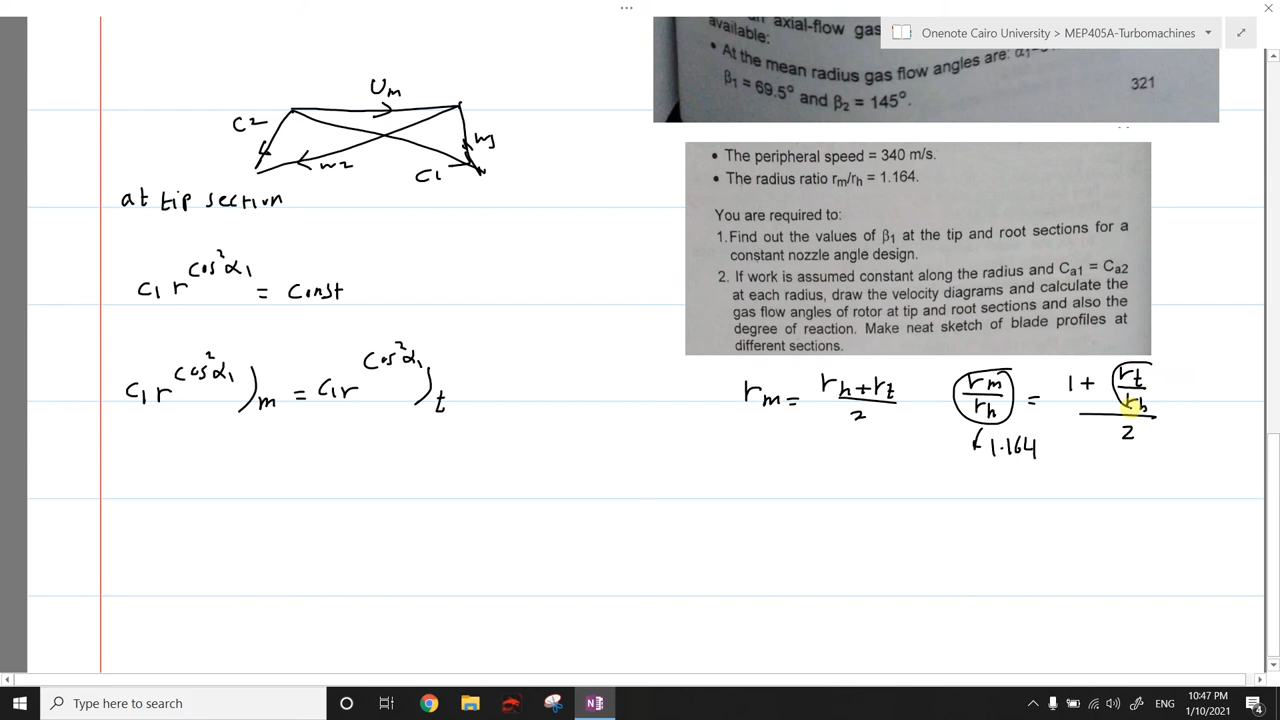 axial-flow gas
available:
• At the mean radius gas flow angles are:
β₁ = 69.5° and β₂ = 145°.
321
Onenote Cairo University > MEP405A-Turbomachines
Um
C2
w2
C1
at tip section
C₁ r^cos²α₁ = const
C₁ r^cos²α₁)m = C₁ r^cos²α₁)t
• The peripheral speed = 340 m/s.
• The radius ratio rm/rh = 1.164.
You are required to:
1.Find out the values of β₁ at the tip and root sections for a
constant nozzle angle design.
2. If work is assumed constant along the radius and Ca1 = Ca2
at each radius, draw the velocity diagrams and calculate the
gas flow angles of rotor at tip and root sections and also the
degree of reaction. Make neat sketch of blade profiles at
different sections.
rm = (rh + rt)/2
rm/rh = (1 + rt/rh)/2
1.164
Type here to search
ENG
10:47 PM
1/10/2021
4